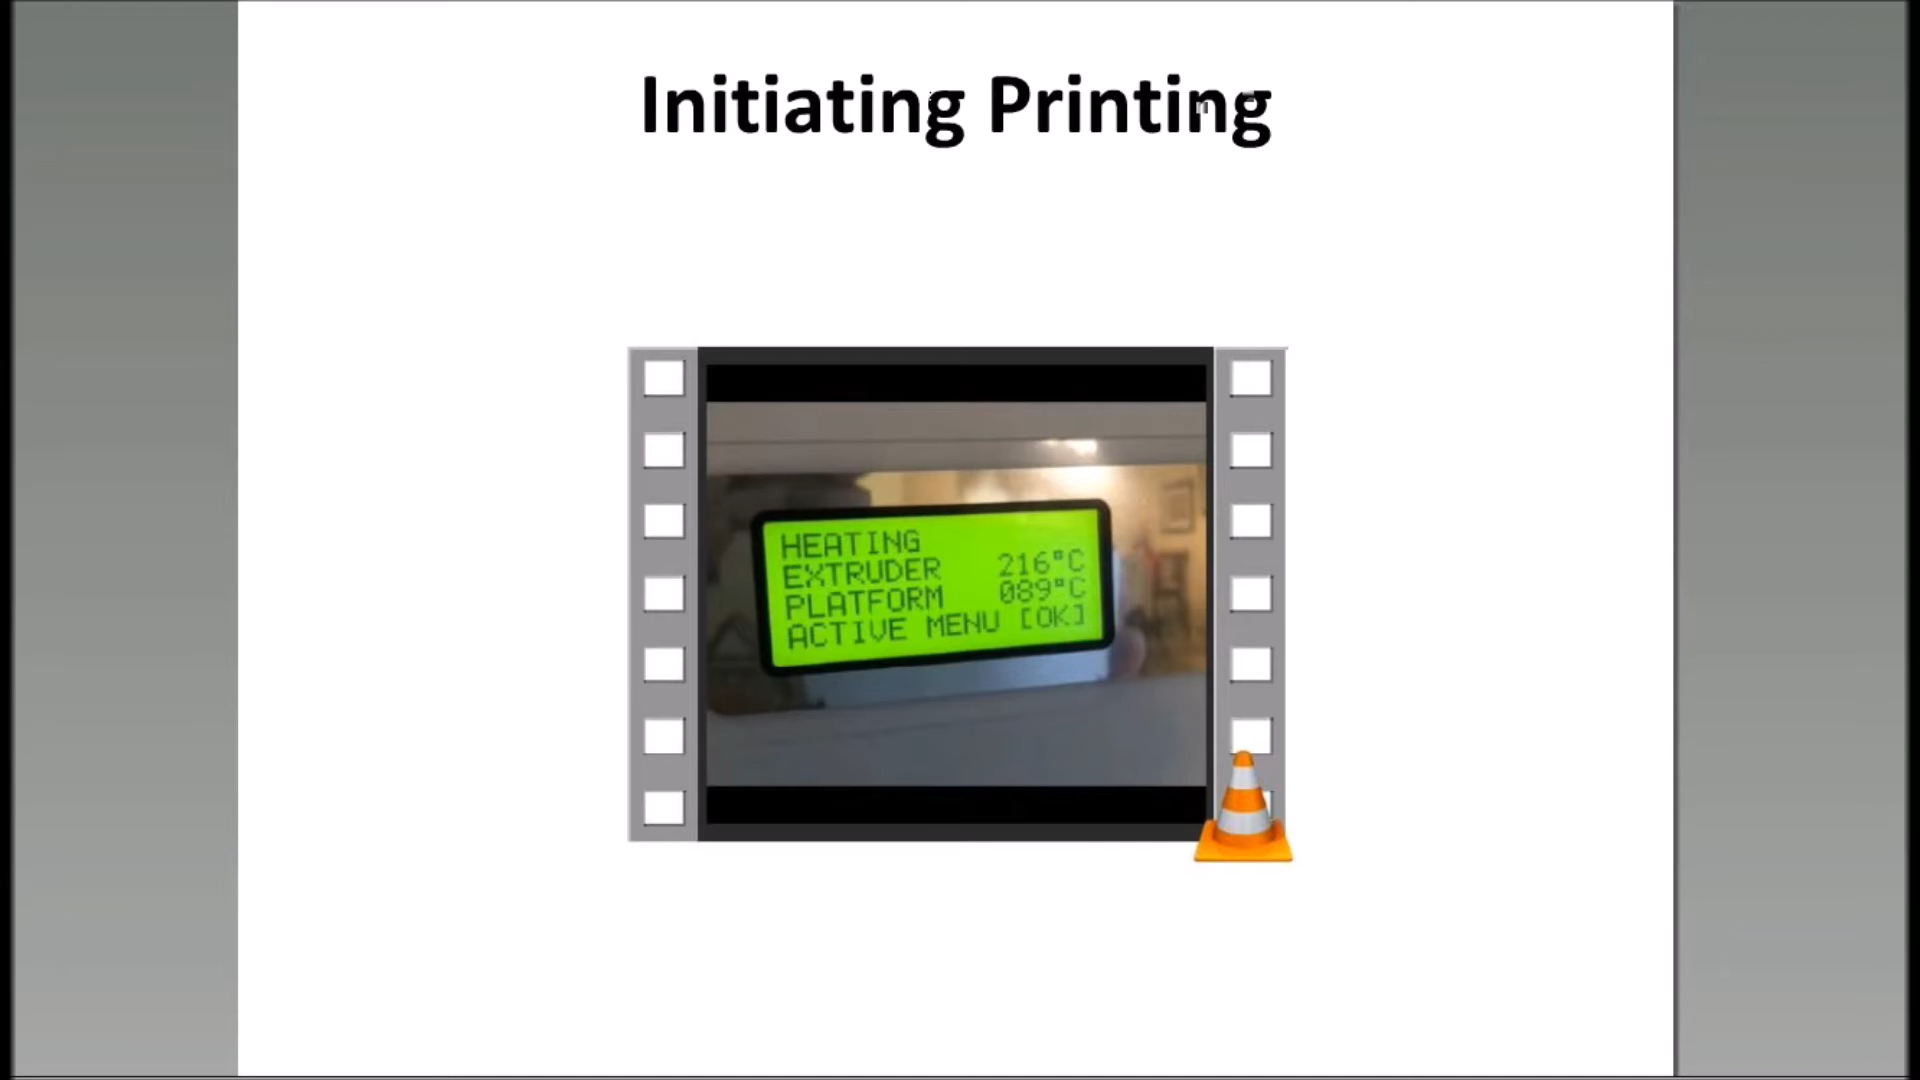 Initiating Printing
HEATING
EXTRUDER 216°C
PLATFORM 089°C
ACTIVE MENU [OK]